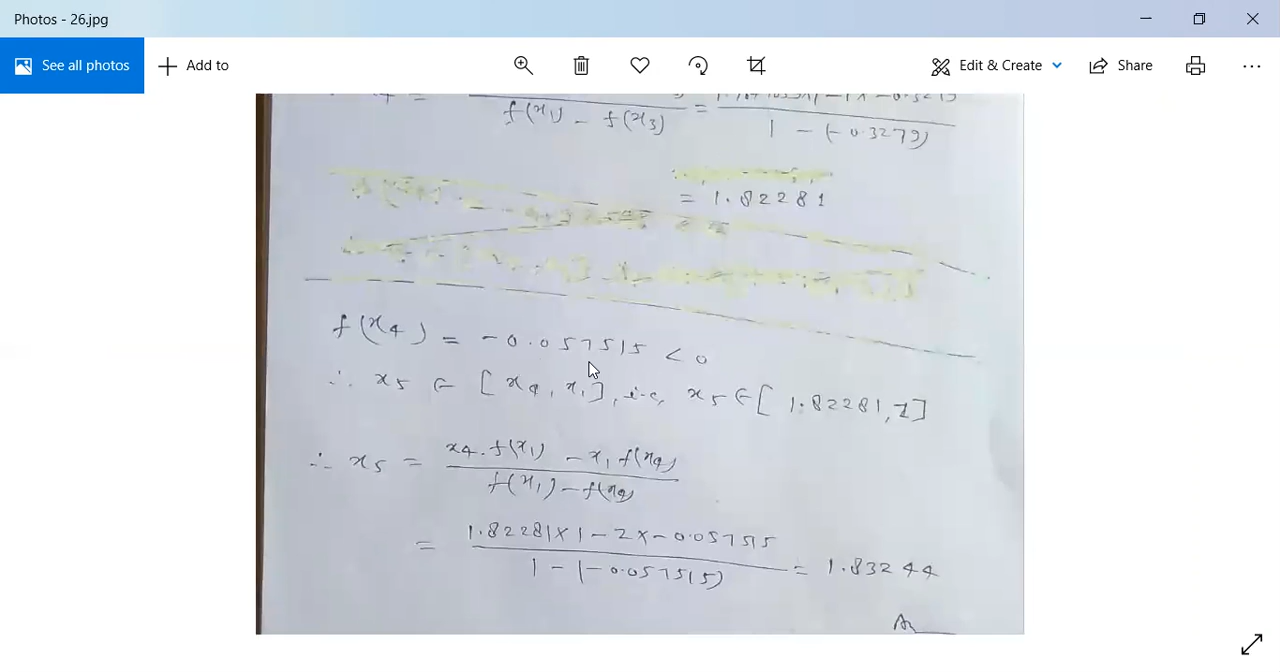 Photos - 26.jpg
See all photos
Add to
Edit & Create
Share
f(x₁) - f(x₃) = 1 - (-0.3279)
= 1.82281
f(x₄) = -0.057515 < 0
∴ x₅ ∈ [x₄, x₁], i.e, x₅ ∈ [1.82281, 2]
∴ x₅ = x₄.f(x₁) - x₁ f(x₄)
f(x₁) - f(x₄)
= 1.82281×1 - 2×-0.057515
1 - (-0.057515) = 1.83244